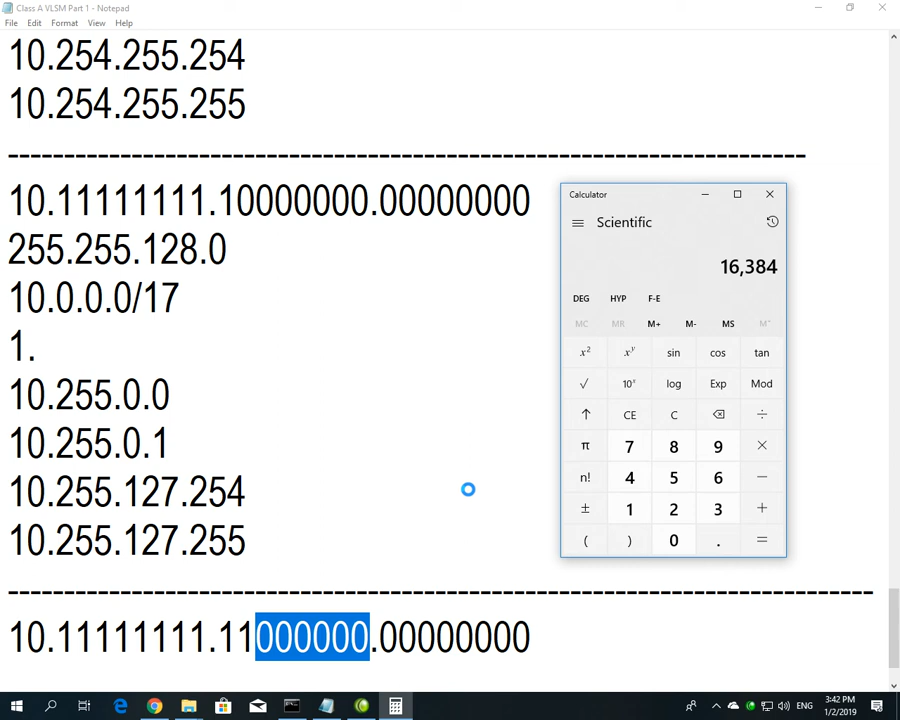 Class A VLSM Part 1 - Notepad
File Edit Format View Help
10.254.255.254
10.254.255.255
------------------------------------------------------------------------
10.11111111.10000000.00000000
255.255.128.0
10.0.0.0/17
1.
10.255.0.0
10.255.0.1
10.255.127.254
10.255.127.255
------------------------------------------------------------------------------
10.11111111.11000000.00000000
Calculator
Scientific
16,384
DEG HYP F-E
MC MR M+ M- MS M˅
x² xʸ sin cos tan
√ 10ˣ log Exp Mod
↑ CE C ⌫ ÷
π 7 8 9 ×
n! 4 5 6 −
± 1 2 3 +
( ) 0 . =
ENG
3:42 PM
1/2/2019